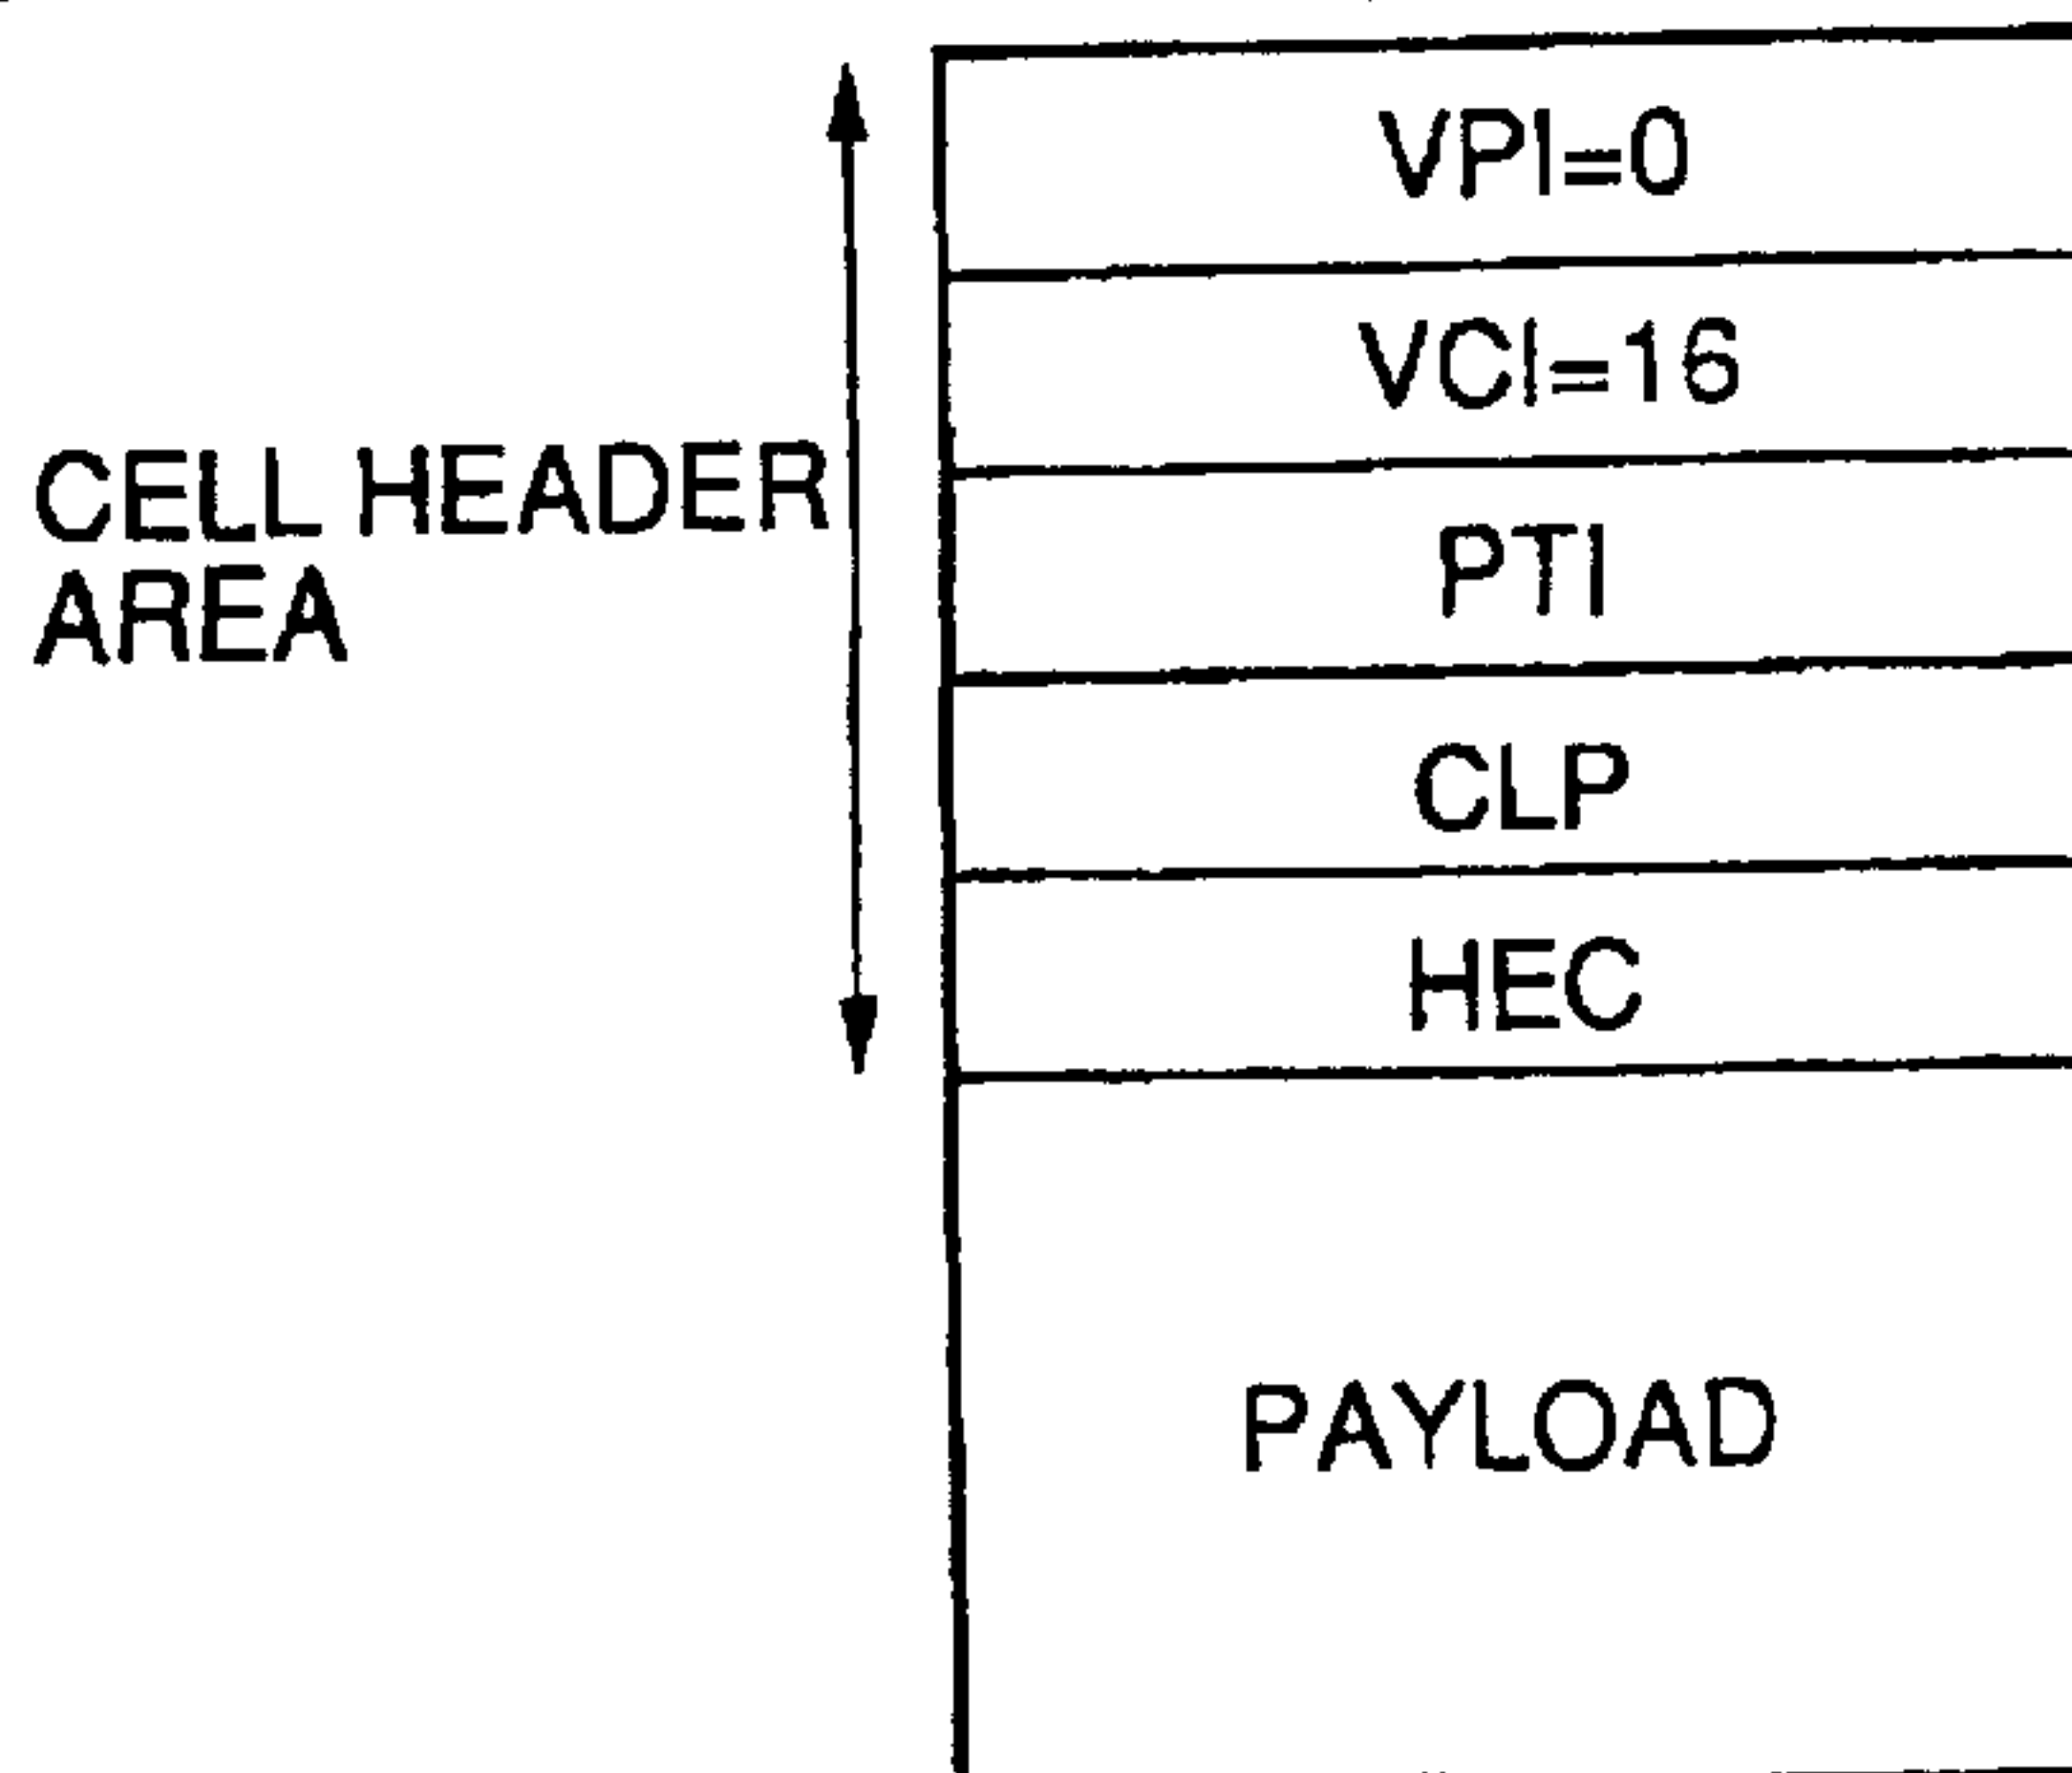 VPI=0
VCI=16
CELL HEADER
AREA
PTI
CLP
HEC
PAYLOAD